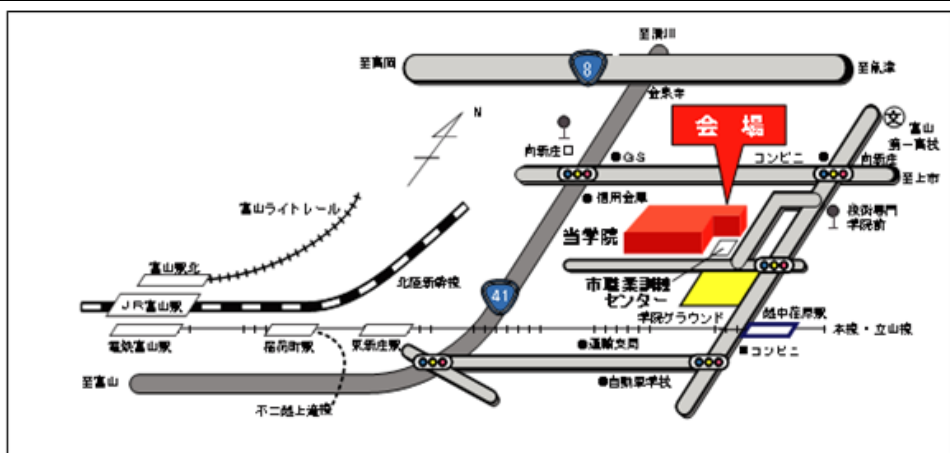 至滑川
至高岡
8
至魚津
金泉寺
N
会 場
文
富山
第一高校
向新庄口
GS
コンビニ
向新庄
至上市
信用金庫
富山ライトレール
技術専門
学院前
当学院
富山駅北
北陸新幹線
市職業訓練
センター
JR富山駅
41
学院グラウンド
越中荏原駅
電鉄富山駅
稲荷町駅
東新庄駅
本線・立山線
運輸支局
コンビニ
至富山
自動車学校
不二越上滝線